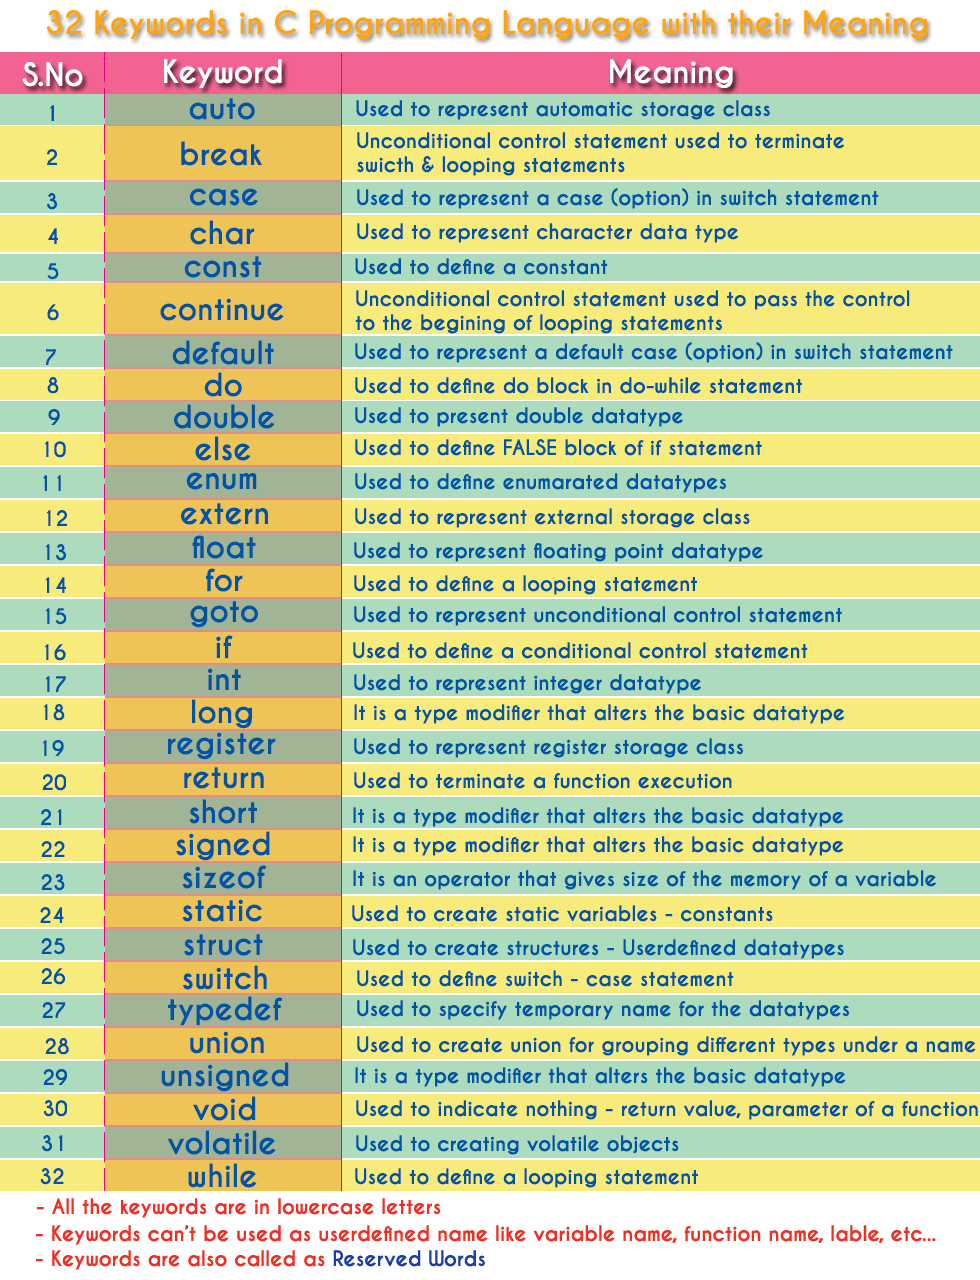 32 Keywords in C Programming Language with their Meaning
S.No Keyword Meaning
1 auto Used to represent automatic storage class
2 break Unconditional control statement used to terminate
swicth & looping statements
3 case Used to represent a case (option) in switch statement
4 char Used to represent character data type
5 const Used to define a constant
6 continue Unconditional control statement used to pass the control
to the begining of looping statements
7 default Used to represent a default case (option) in switch statement
8 do Used to define do block in do-while statement
9 double Used to present double datatype
10 else Used to define FALSE block of if statement
11 enum Used to define enumarated datatypes
12 extern Used to represent external storage class
13 float Used to represent floating point datatype
14 for Used to define a looping statement
15 goto Used to represent unconditional control statement
16 if Used to define a conditional control statement
17 int Used to represent integer datatype
18 long It is a type modifier that alters the basic datatype
19 register Used to represent register storage class
20 return Used to terminate a function execution
21 short It is a type modifier that alters the basic datatype
22 signed It is a type modifier that alters the basic datatype
23 sizeof It is an operator that gives size of the memory of a variable
24 static Used to create static variables - constants
25 struct Used to create structures - Userdefined datatypes
26 switch Used to define switch - case statement
27 typedef Used to specify temporary name for the datatypes
28 union Used to create union for grouping different types under a name
29 unsigned It is a type modifier that alters the basic datatype
30 void Used to indicate nothing - return value, parameter of a function
31 volatile Used to creating volatile objects
32 while Used to define a looping statement
- All the keywords are in lowercase letters
- Keywords can't be used as userdefined name like variable name, function name, lable, etc...
- Keywords are also called as Reserved Words